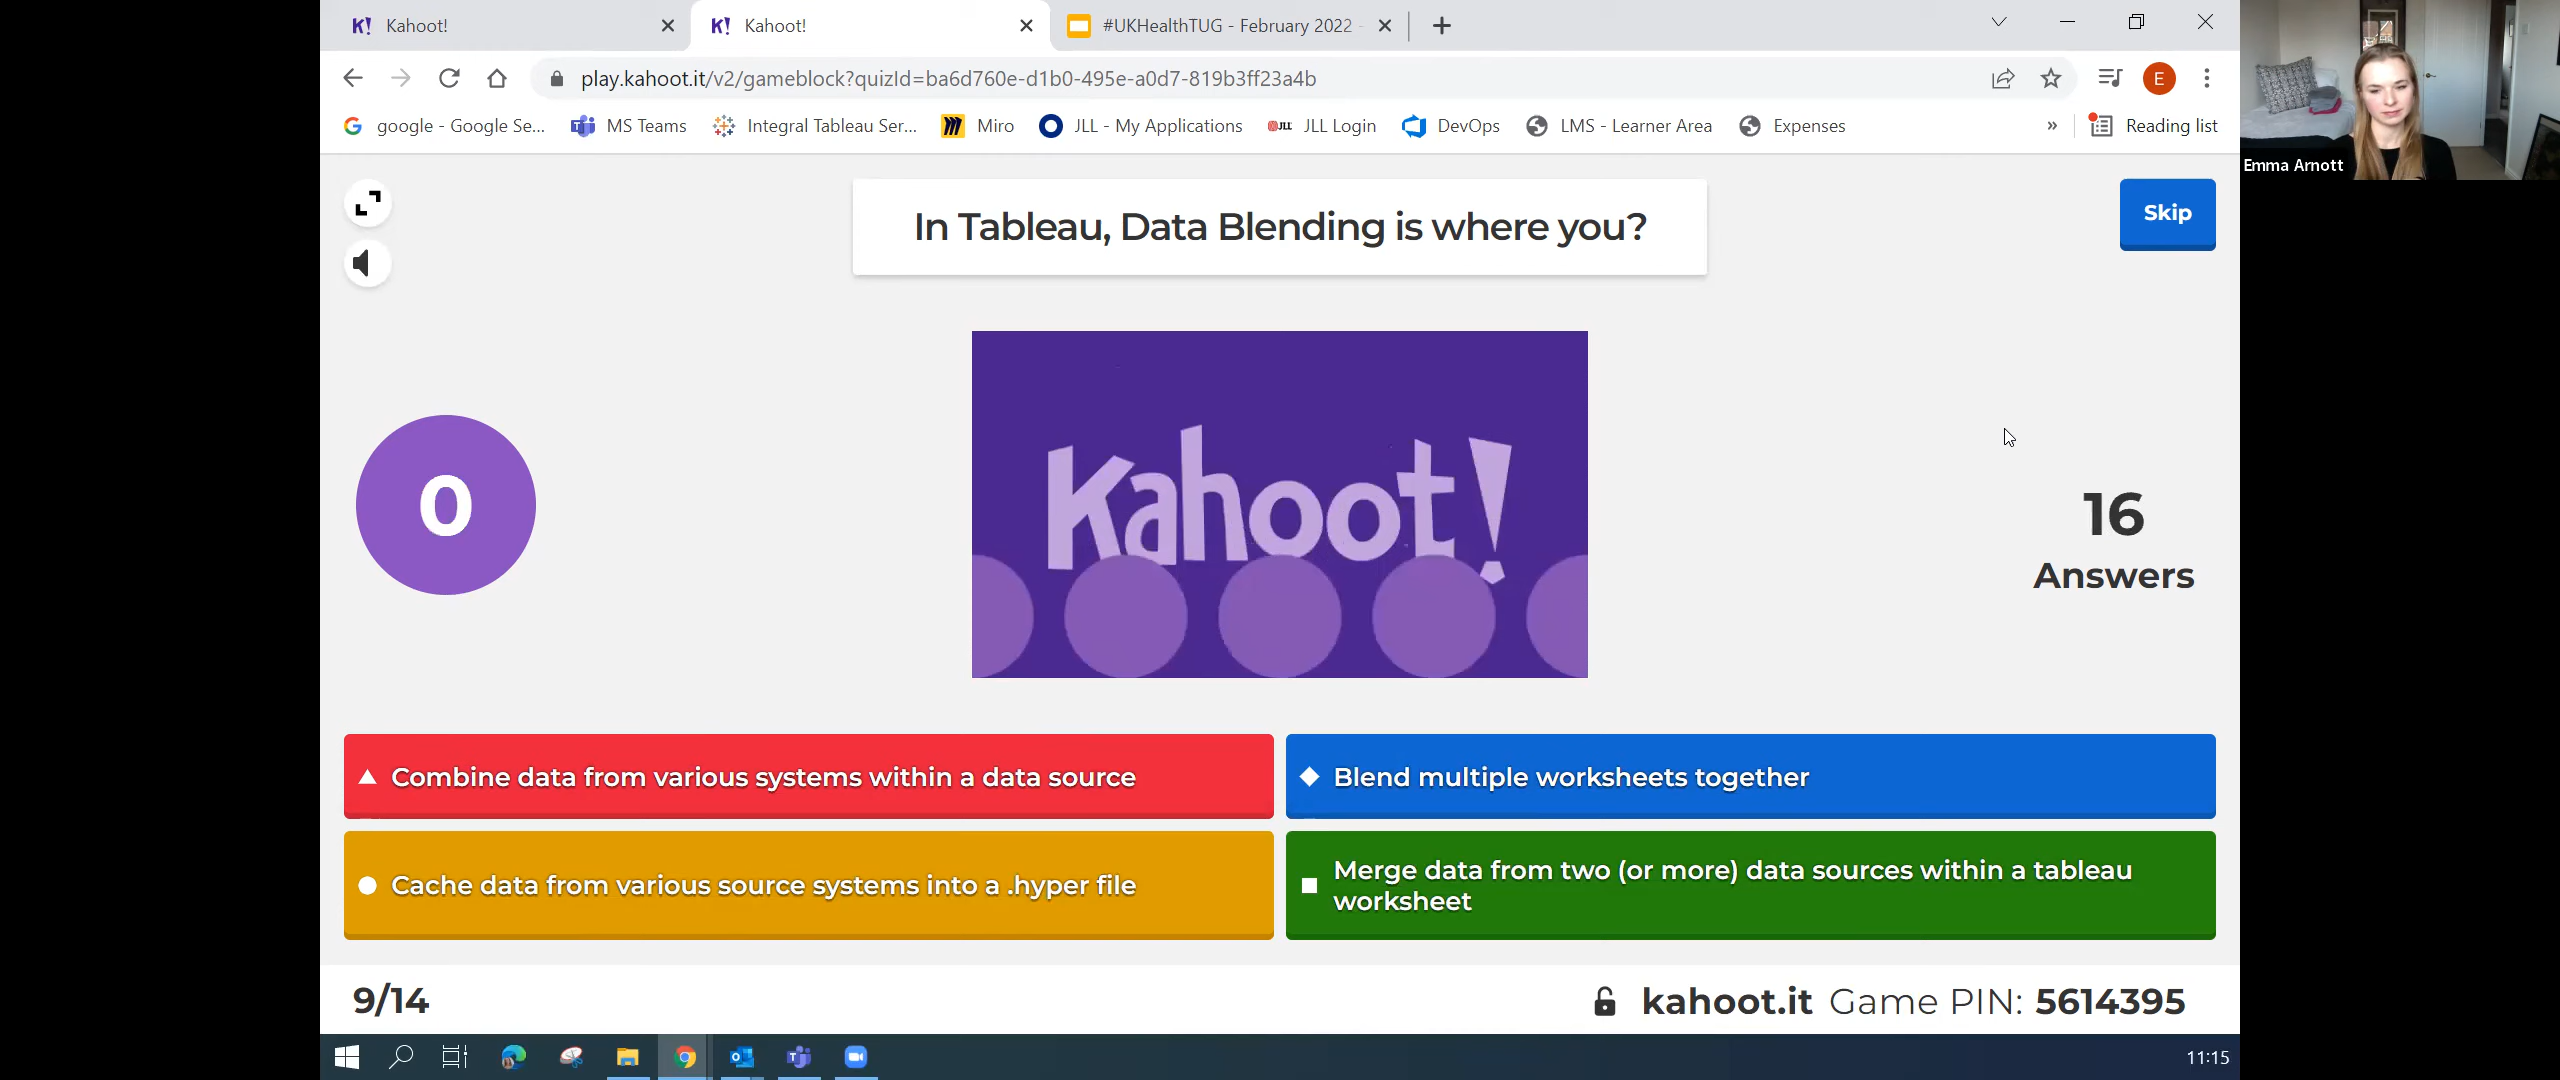 Kahoot!
Kahoot!
#UKHealthTUG - February 2022 -
play.kahoot.it/v2/gameblock?quizId=ba6d760e-d1b0-495e-a0d7-819b3ff23a4b
E
google - Google Se...
MS Teams
Integral Tableau Ser...
Miro
JLL - My Applications
JLL Login
DevOps
LMS - Learner Area
Expenses
Reading list
Emma Arnott
In Tableau, Data Blending is where you?
Skip
Kahoot!
0
16
Answers
Combine data from various systems within a data source
Blend multiple worksheets together
Cache data from various source systems into a .hyper file
Merge data from two (or more) data sources within a tableau
worksheet
9/14
kahoot.it Game PIN: 5614395
11:15